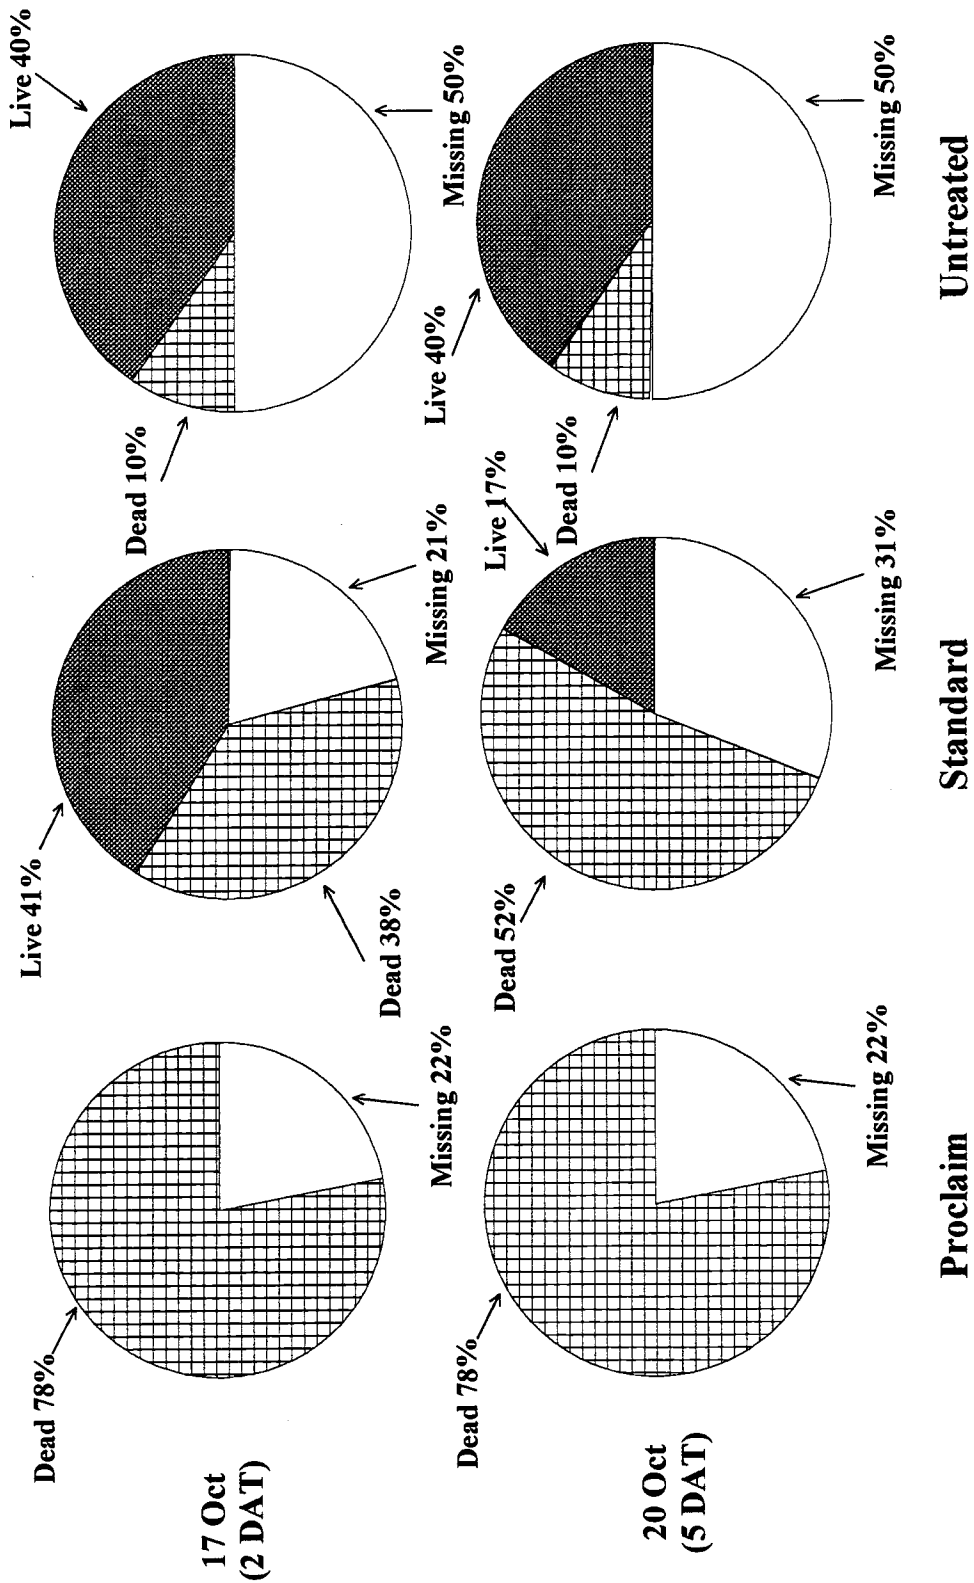 17 Oct
(2 DAT)
Dead 78%
Missing 22%
Live 41%
Dead 38%
Missing 21%
Live 40%
Dead 10%
Missing 50%
20 Oct
(5 DAT)
Dead 78%
Missing 22%
Dead 52%
Live 17%
Missing 31%
Live 40%
Dead 10%
Missing 50%
Proclaim
Standard
Untreated